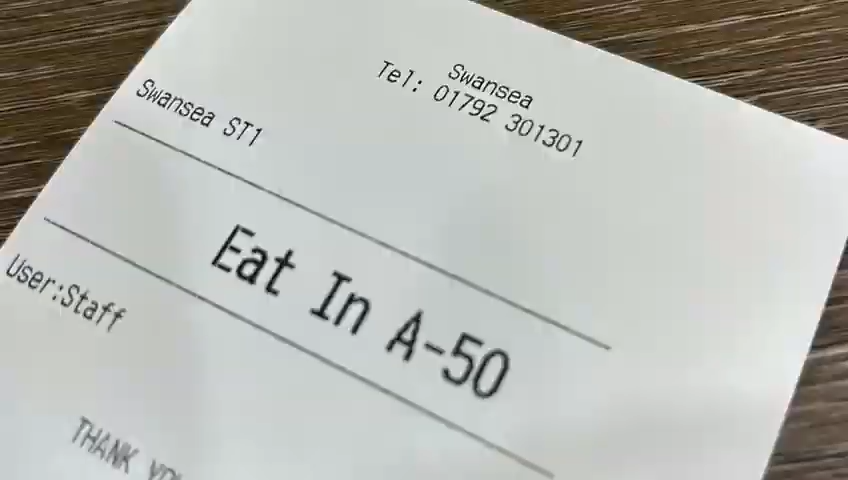 Swansea
Tel: 01792 301301
Swansea ST1
Eat In A-50
User:Staff
THANK